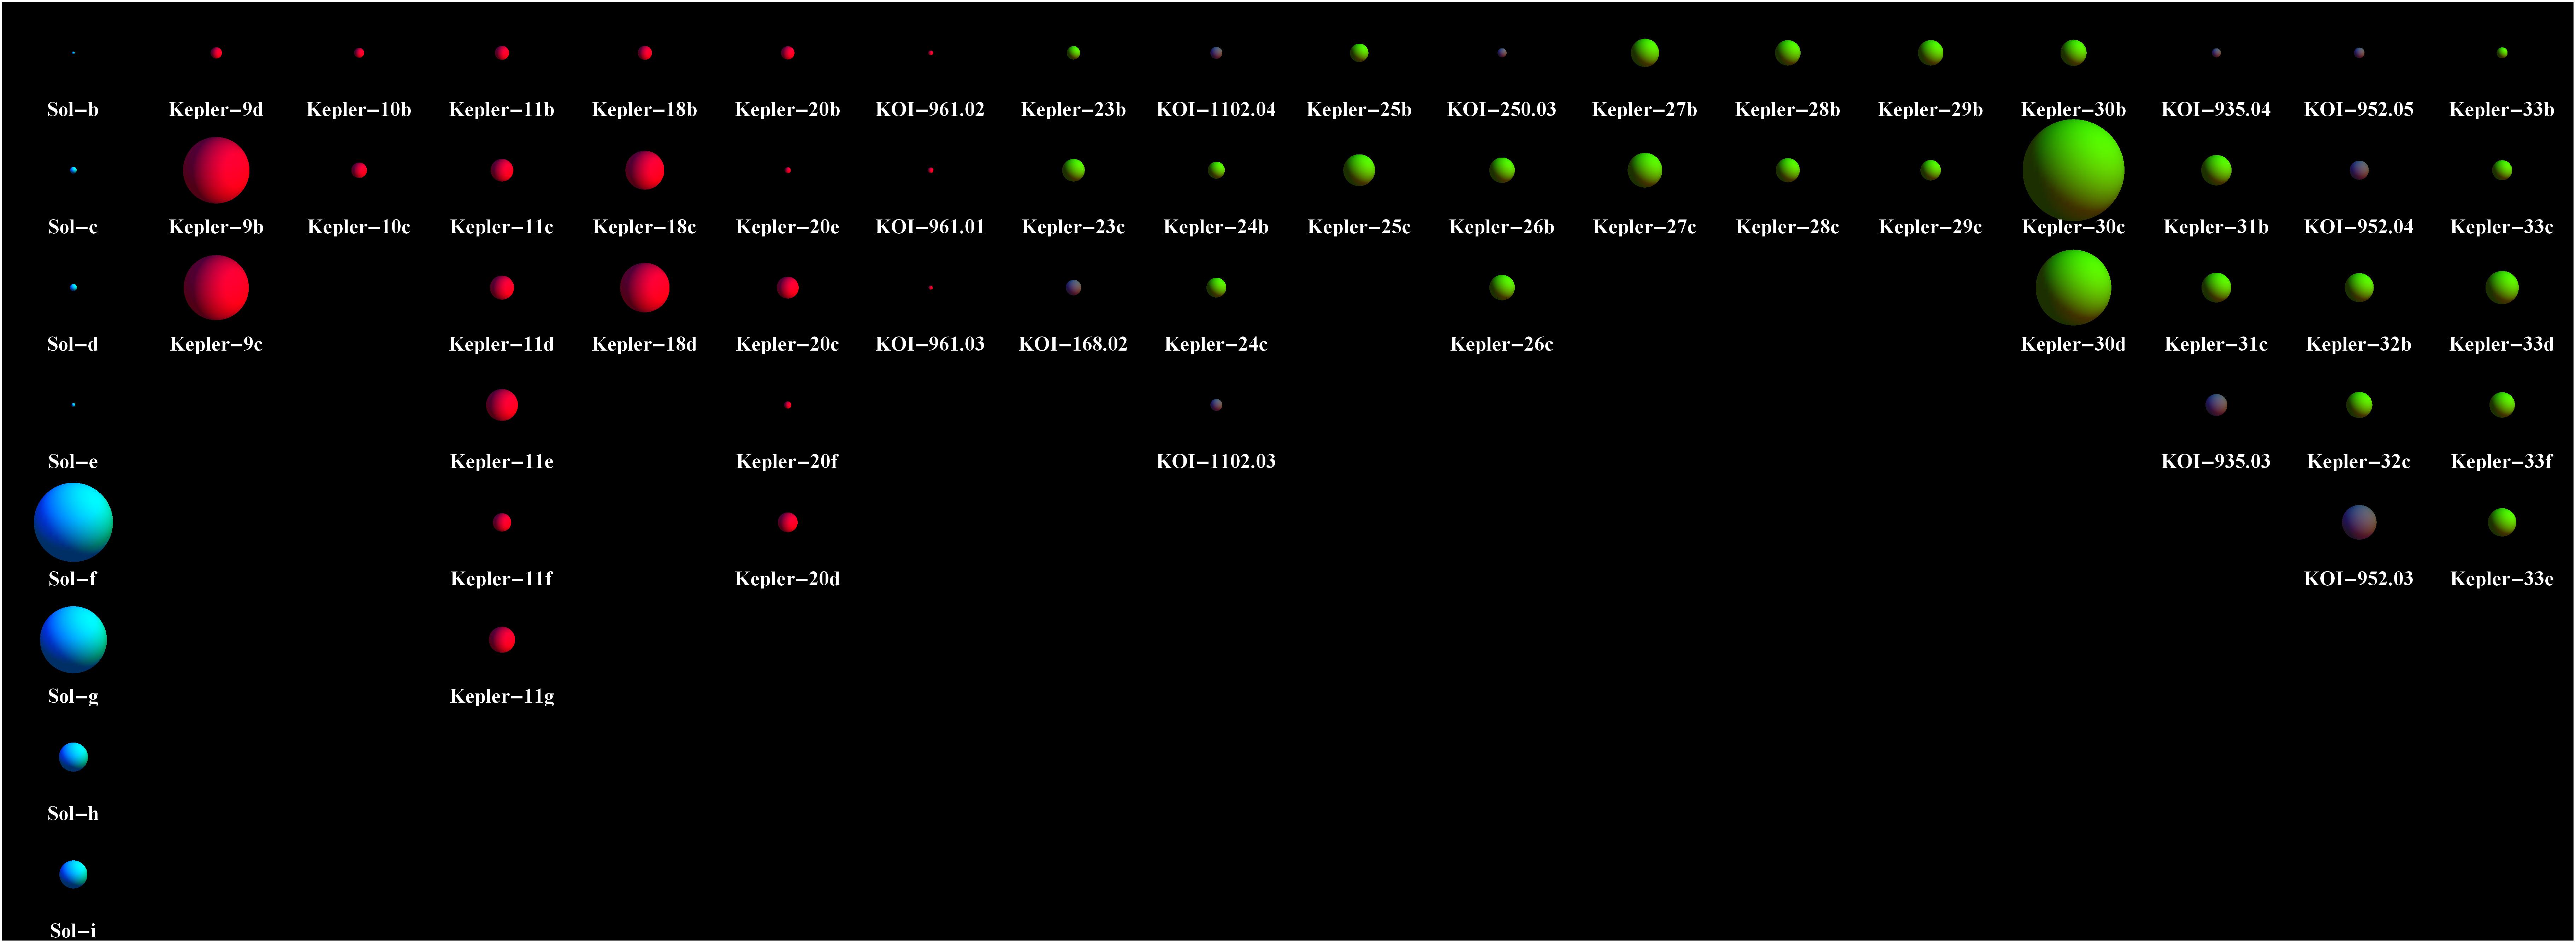 Sol-b Kepler-9d Kepler-10b Kepler-11b Kepler-18b Kepler-20b KOI-961.02 Kepler-23b KOI-1102.04 Kepler-25b KOI-250.03 Kepler-27b Kepler-28b Kepler-29b Kepler-30b KOI-935.04 KOI-952.05 Kepler-33b
Sol-c Kepler-9b Kepler-10c Kepler-11c Kepler-18c Kepler-20e KOI-961.01 Kepler-23c Kepler-24b Kepler-25c Kepler-26b Kepler-27c Kepler-28c Kepler-29c Kepler-30c Kepler-31b KOI-952.04 Kepler-33c
Sol-d Kepler-9c Kepler-11d Kepler-18d Kepler-20c KOI-961.03 KOI-168.02 Kepler-24c Kepler-26c Kepler-30d Kepler-31c Kepler-32b Kepler-33d
Sol-e Kepler-11e Kepler-20f KOI-1102.03 KOI-935.03 Kepler-32c Kepler-33f
Sol-f Kepler-11f Kepler-20d KOI-952.03 Kepler-33e
Sol-g Kepler-11g
Sol-h
Sol-i